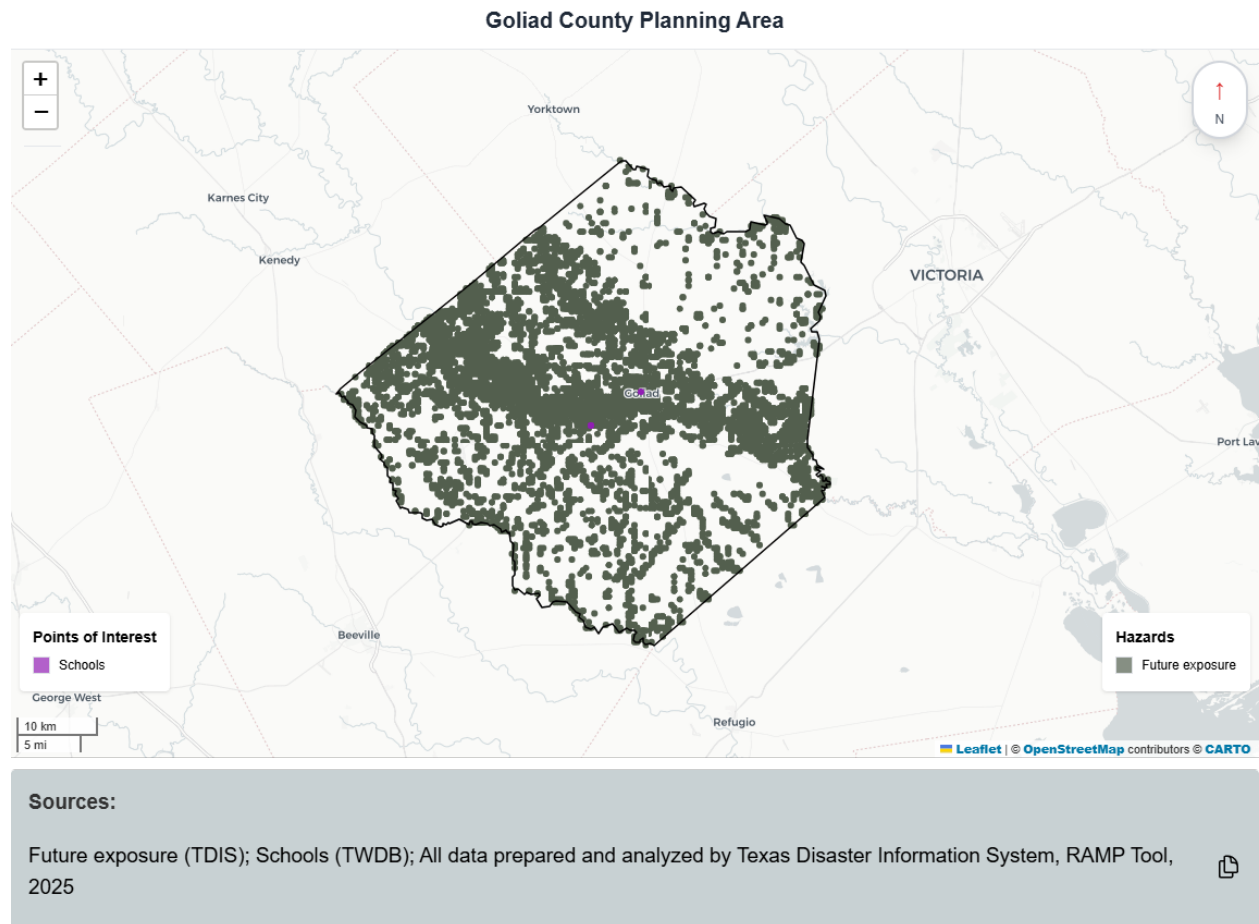 Goliad County Planning Area
+
−
↑
N
Yorktown
Karnes City
Kenedy
VICTORIA
Goliad
Port Lav
Points of Interest
Schools
Hazards
Future exposure
Beeville
George West
Refugio
10 km
5 mi
Leaflet | © OpenStreetMap contributors © CARTO
Sources:
Future exposure (TDIS); Schools (TWDB); All data prepared and analyzed by Texas Disaster Information System, RAMP Tool,
2025